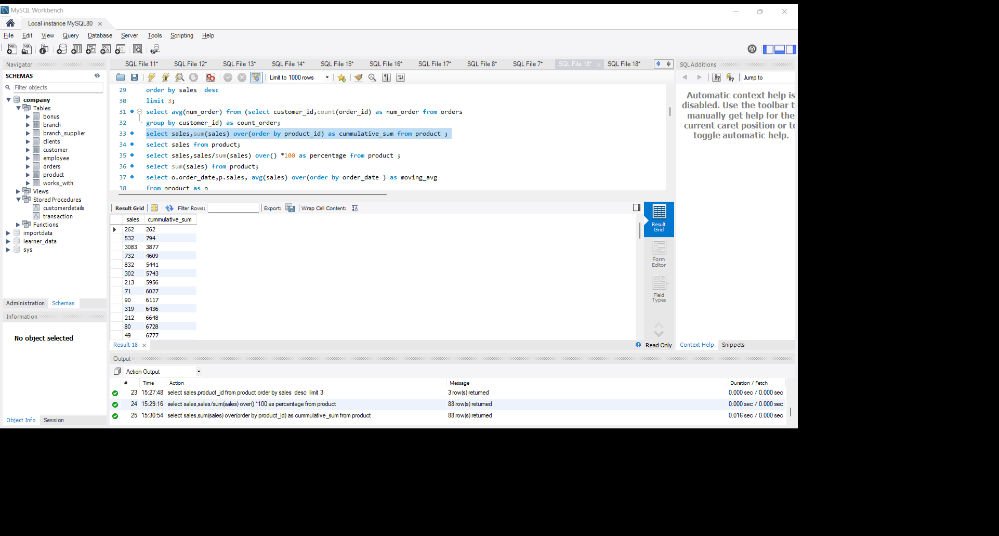 MySQL Workbench
Local instance MySQL80
File Edit View Query Database Server Tools Scripting Help
Navigator
SCHEMAS
Filter objects
company
Tables
bonus
branch
branch_supplier
clients
customer
employee
orders
product
works_with
Views
Stored Procedures
customerdetails
transaction
Functions
importdata
learner_data
sys
Administration Schemas
Information
No object selected
Object Info Session
SQL File 11* SQL File 12* SQL File 13* SQL File 14* SQL File 15* SQL File 16* SQL File 17* SQL File 8* SQL File 7* SQL File 18* SQL File 18*
Limit to 1000 rows
29 order by sales  desc
30 limit 3;
31 select avg(num_order) from (select customer_id,count(order_id) as num_order from orders
32 group by customer_id) as count_order;
33 select sales,sum(sales) over(order by product_id) as cummulative_sum from product ;
34 select sales from product;
35 select sales,sales/sum(sales) over() *100 as percentage from product ;
36 select sum(sales) from product;
37 select o.order_date,p.sales, avg(sales) over(order by order_date ) as moving_avg
38 from product as p
Result Grid Filter Rows: Export: Wrap Cell Content:
sales cummulative_sum
262 262
532 794
3083 3877
732 4609
832 5441
302 5743
213 5956
71 6027
90 6117
319 6436
212 6648
80 6728
49 6777
Result Grid
Form Editor
Field Types
Result 18
Read Only
SQLAdditions
Jump to
Automatic context help is
disabled. Use the toolbar t
manually get help for the
current caret position or to
toggle automatic help.
Context Help Snippets
Output
Action Output
# Time Action Message Duration / Fetch
23 15:27:48 select sales,product_id from product order by sales  desc  limit 3 3 row(s) returned 0.000 sec / 0.000 sec
24 15:29:16 select sales,sales/sum(sales) over() *100 as percentage from product 88 row(s) returned 0.000 sec / 0.000 sec
25 15:30:54 select sales,sum(sales) over(order by product_id) as cummulative_sum from product 88 row(s) returned 0.016 sec / 0.000 sec